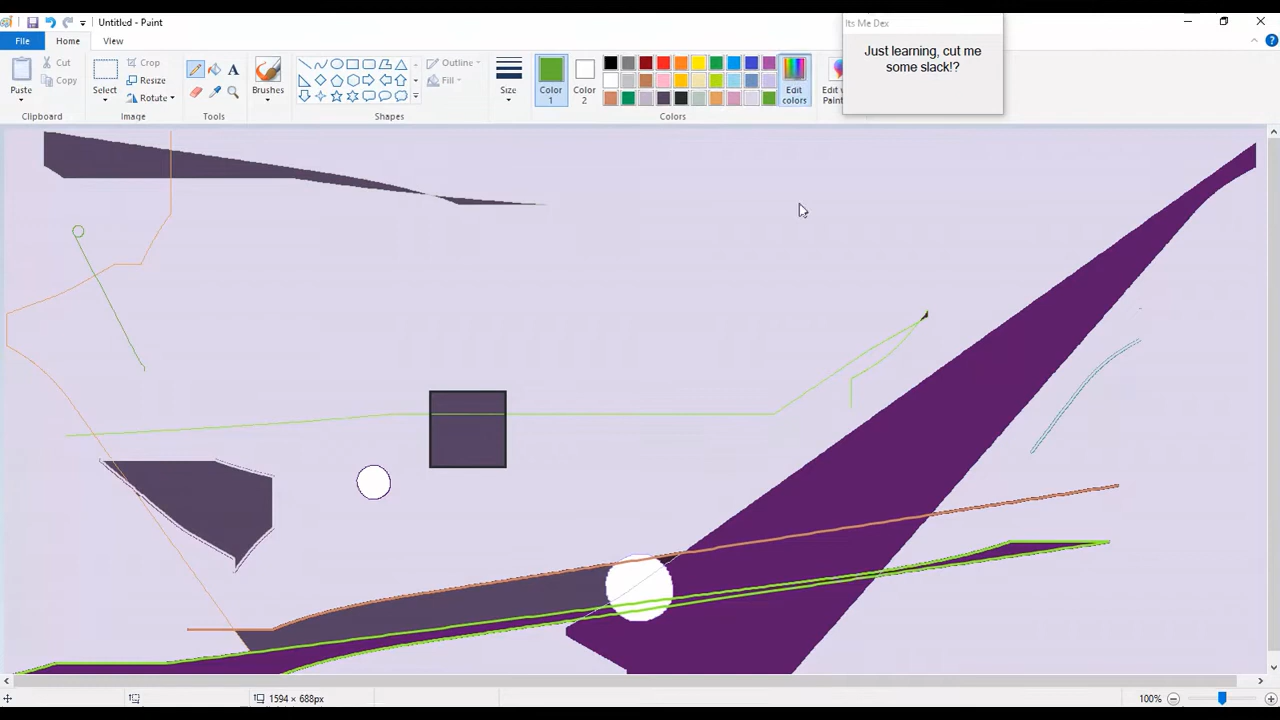 Untitled - Paint
Its Me Dex
Just learning, cut me
some slack!?
File
Home
View
Paste
Cut
Copy
Clipboard
Select
Crop
Resize
Rotate
Image
A
Tools
Brushes
Shapes
Outline
Fill
Size
Color
1
Color
2
Edit
colors
Colors
Edit w
Paint
1594 × 688px
100%